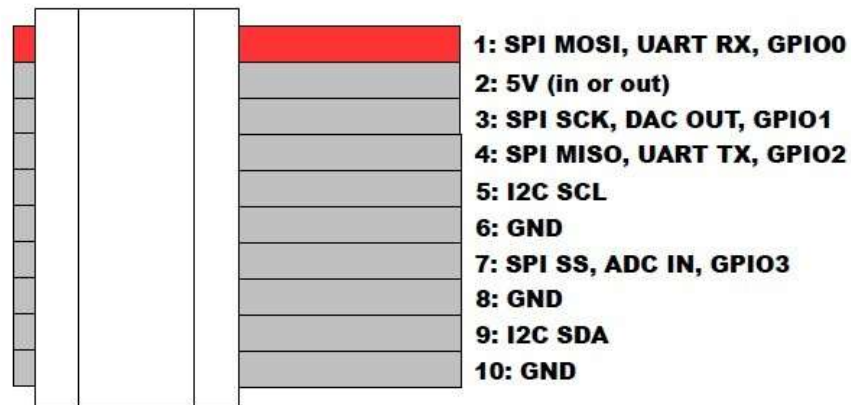 1: SPI MOSI, UART RX, GPIO0
2: 5V (in or out)
3: SPI SCK, DAC OUT, GPIO1
4: SPI MISO, UART TX, GPIO2
5: I2C SCL
6: GND
7: SPI SS, ADC IN, GPIO3
8: GND
9: I2C SDA
10: GND